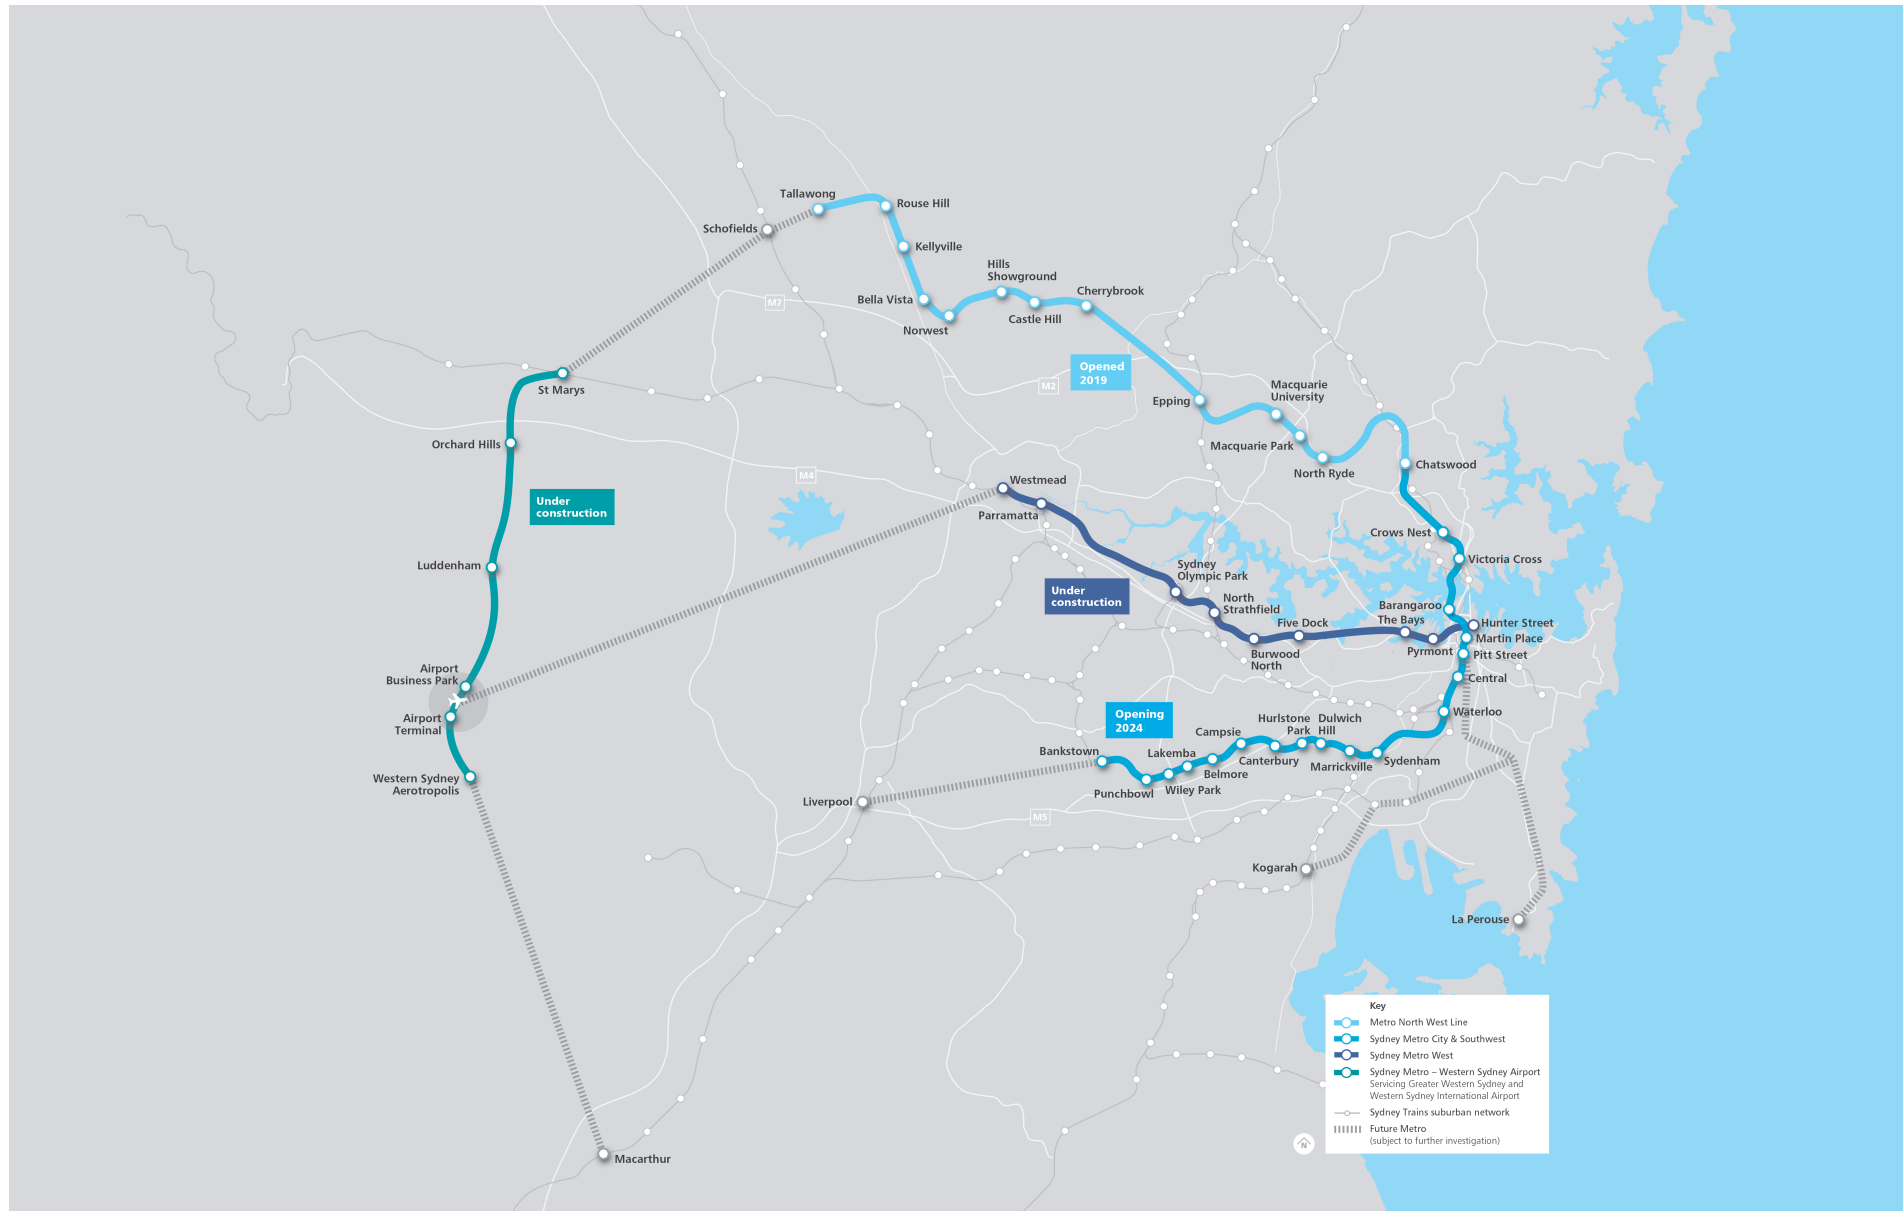 Tallawong
Rouse Hill
Schofields
Kellyville
Hills
Showground
Bella Vista
Cherrybrook
M7
Castle Hill
Norwest
Opened
2019
M2
St Marys
Macquarie
University
Epping
Orchard Hills
Macquarie Park
Chatswood
North Ryde
M4
Westmead
Under
construction
Parramatta
Crows Nest
Victoria Cross
Luddenham
Sydney
Olympic Park
Under
construction
North
Strathfield
Barangaroo
The Bays
Five Dock
Hunter Street
Martin Place
Pyrmont
Pitt Street
Burwood
North
Airport
Business Park
Central
Airport
Terminal
Opening
2024
Waterloo
Hurlstone
Park
Dulwich
Hill
Campsie
Bankstown
Lakemba
Canterbury
Sydenham
Marrickville
Belmore
Western Sydney
Aerotropolis
Punchbowl
Wiley Park
Liverpool
M5
Kogarah
La Perouse
Macarthur
Key
Metro North West Line
Sydney Metro City & Southwest
Sydney Metro West
Sydney Metro – Western Sydney Airport
Servicing Greater Western Sydney and
Western Sydney International Airport
Sydney Trains suburban network
Future Metro
(subject to further investigation)
N